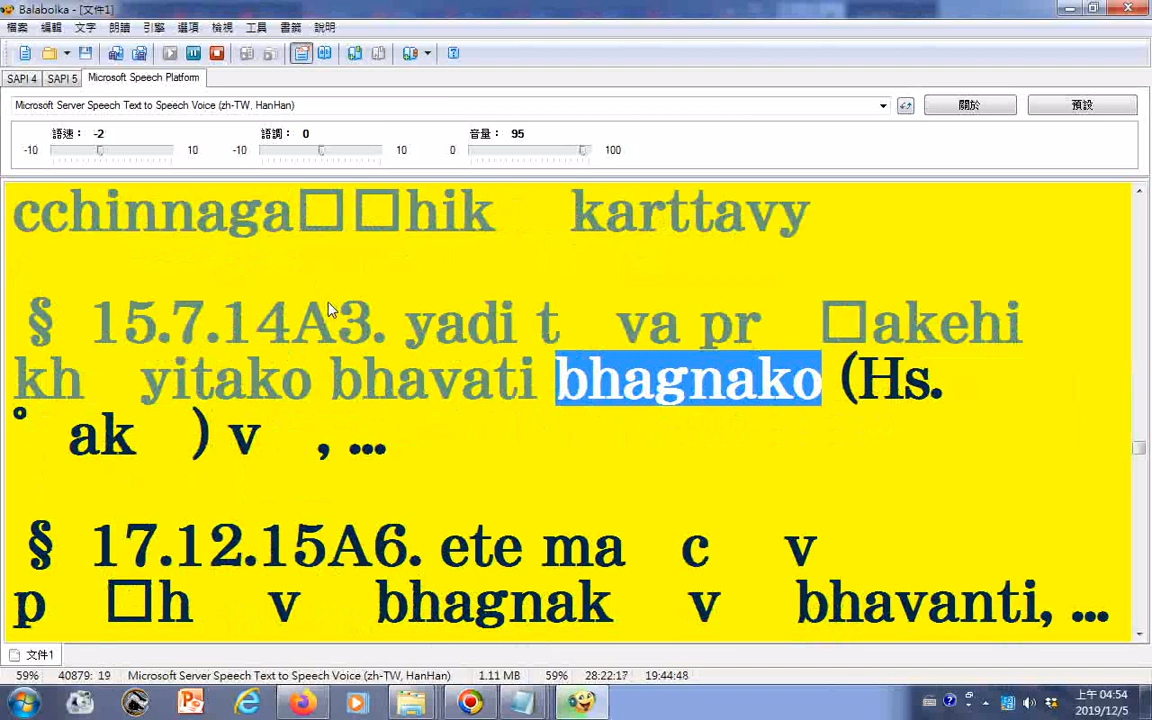 Balabolka - [文件1]
檔案 編輯 文字 朗讀 引擎 選項 檢視 工具 書籤 說明
SAPI 4 SAPI 5 Microsoft Speech Platform
Microsoft Server Speech Text to Speech Voice (zh-TW, HanHan) 關於 預設
語速： -2 語調： 0 音量： 95
-10 10 -10 10 0 100
cchinnaga□□hik karttavy
§ 15.7.14A3. yadi t va pr □akehi
kh yitako bhavati bhagnako (Hs.
° ak ) v , ...
§ 17.12.15A6. ete ma c v
p □h v bhagnak v bhavanti, ...
文件1
59% 40879: 19 Microsoft Server Speech Text to Speech Voice (zh-TW, HanHan) 1.11 MB 59% 28:22:17 19:44:48
上午 04:54
2019/12/5